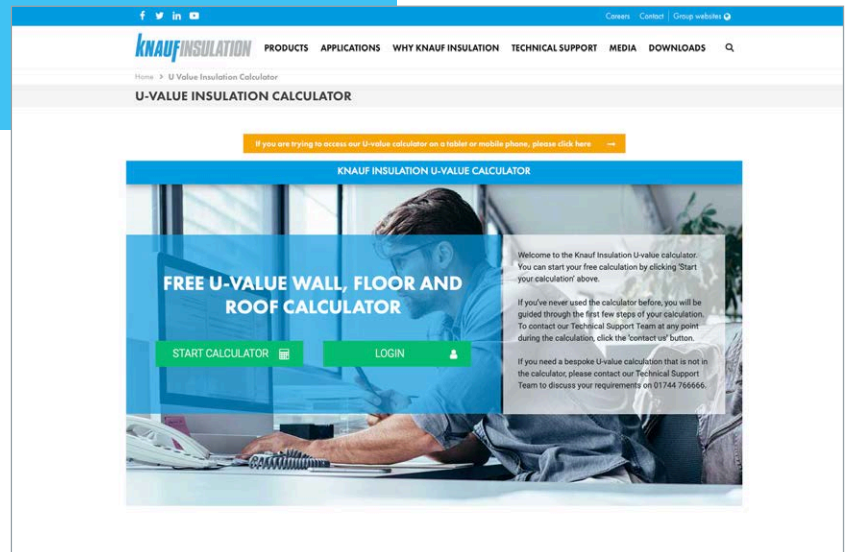 Careers Contact | Group websites
KNAUFINSULATION PRODUCTS APPLICATIONS WHY KNAUF INSULATION TECHNICAL SUPPORT MEDIA DOWNLOADS
Home > U Value Insulation Calculator
U-VALUE INSULATION CALCULATOR
If you are trying to access our U-value calculator on a tablet or mobile phone, please click here →
KNAUF INSULATION U-VALUE CALCULATOR
FREE U-VALUE WALL, FLOOR AND
ROOF CALCULATOR
START CALCULATOR
LOGIN
Welcome to the Knauf Insulation U-value calculator.
You can start your free calculation by clicking 'Start
your calculation' above.
If you've never used the calculator before, you will be
guided through the first few steps of your calculation.
To contact our Technical Support Team at any point
during the calculation, click the 'contact us' button.
If you need a bespoke U-value calculation that is not in
the calculator, please contact our Technical Support
Team to discuss your requirements on 01744 766666.